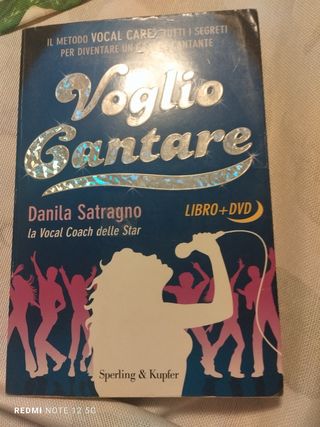 IL METODO VOCAL CARE: TUTTI I SEGRETI
PER DIVENTARE UN CANTANTE
Voglio
Cantare
Danila Satragno
la Vocal Coach delle Star
LIBRO+DVD
Sperling & Kupfer
REDMI NOTE 12 5G